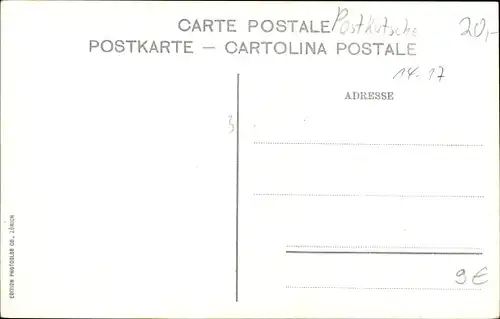 CARTE POSTALE Postkutsche 20,-
POSTKARTE — CARTOLINA POSTALE
14-17
ADRESSE
3
9€
EDITION PHOTOGLOB CO., ZÜRICH